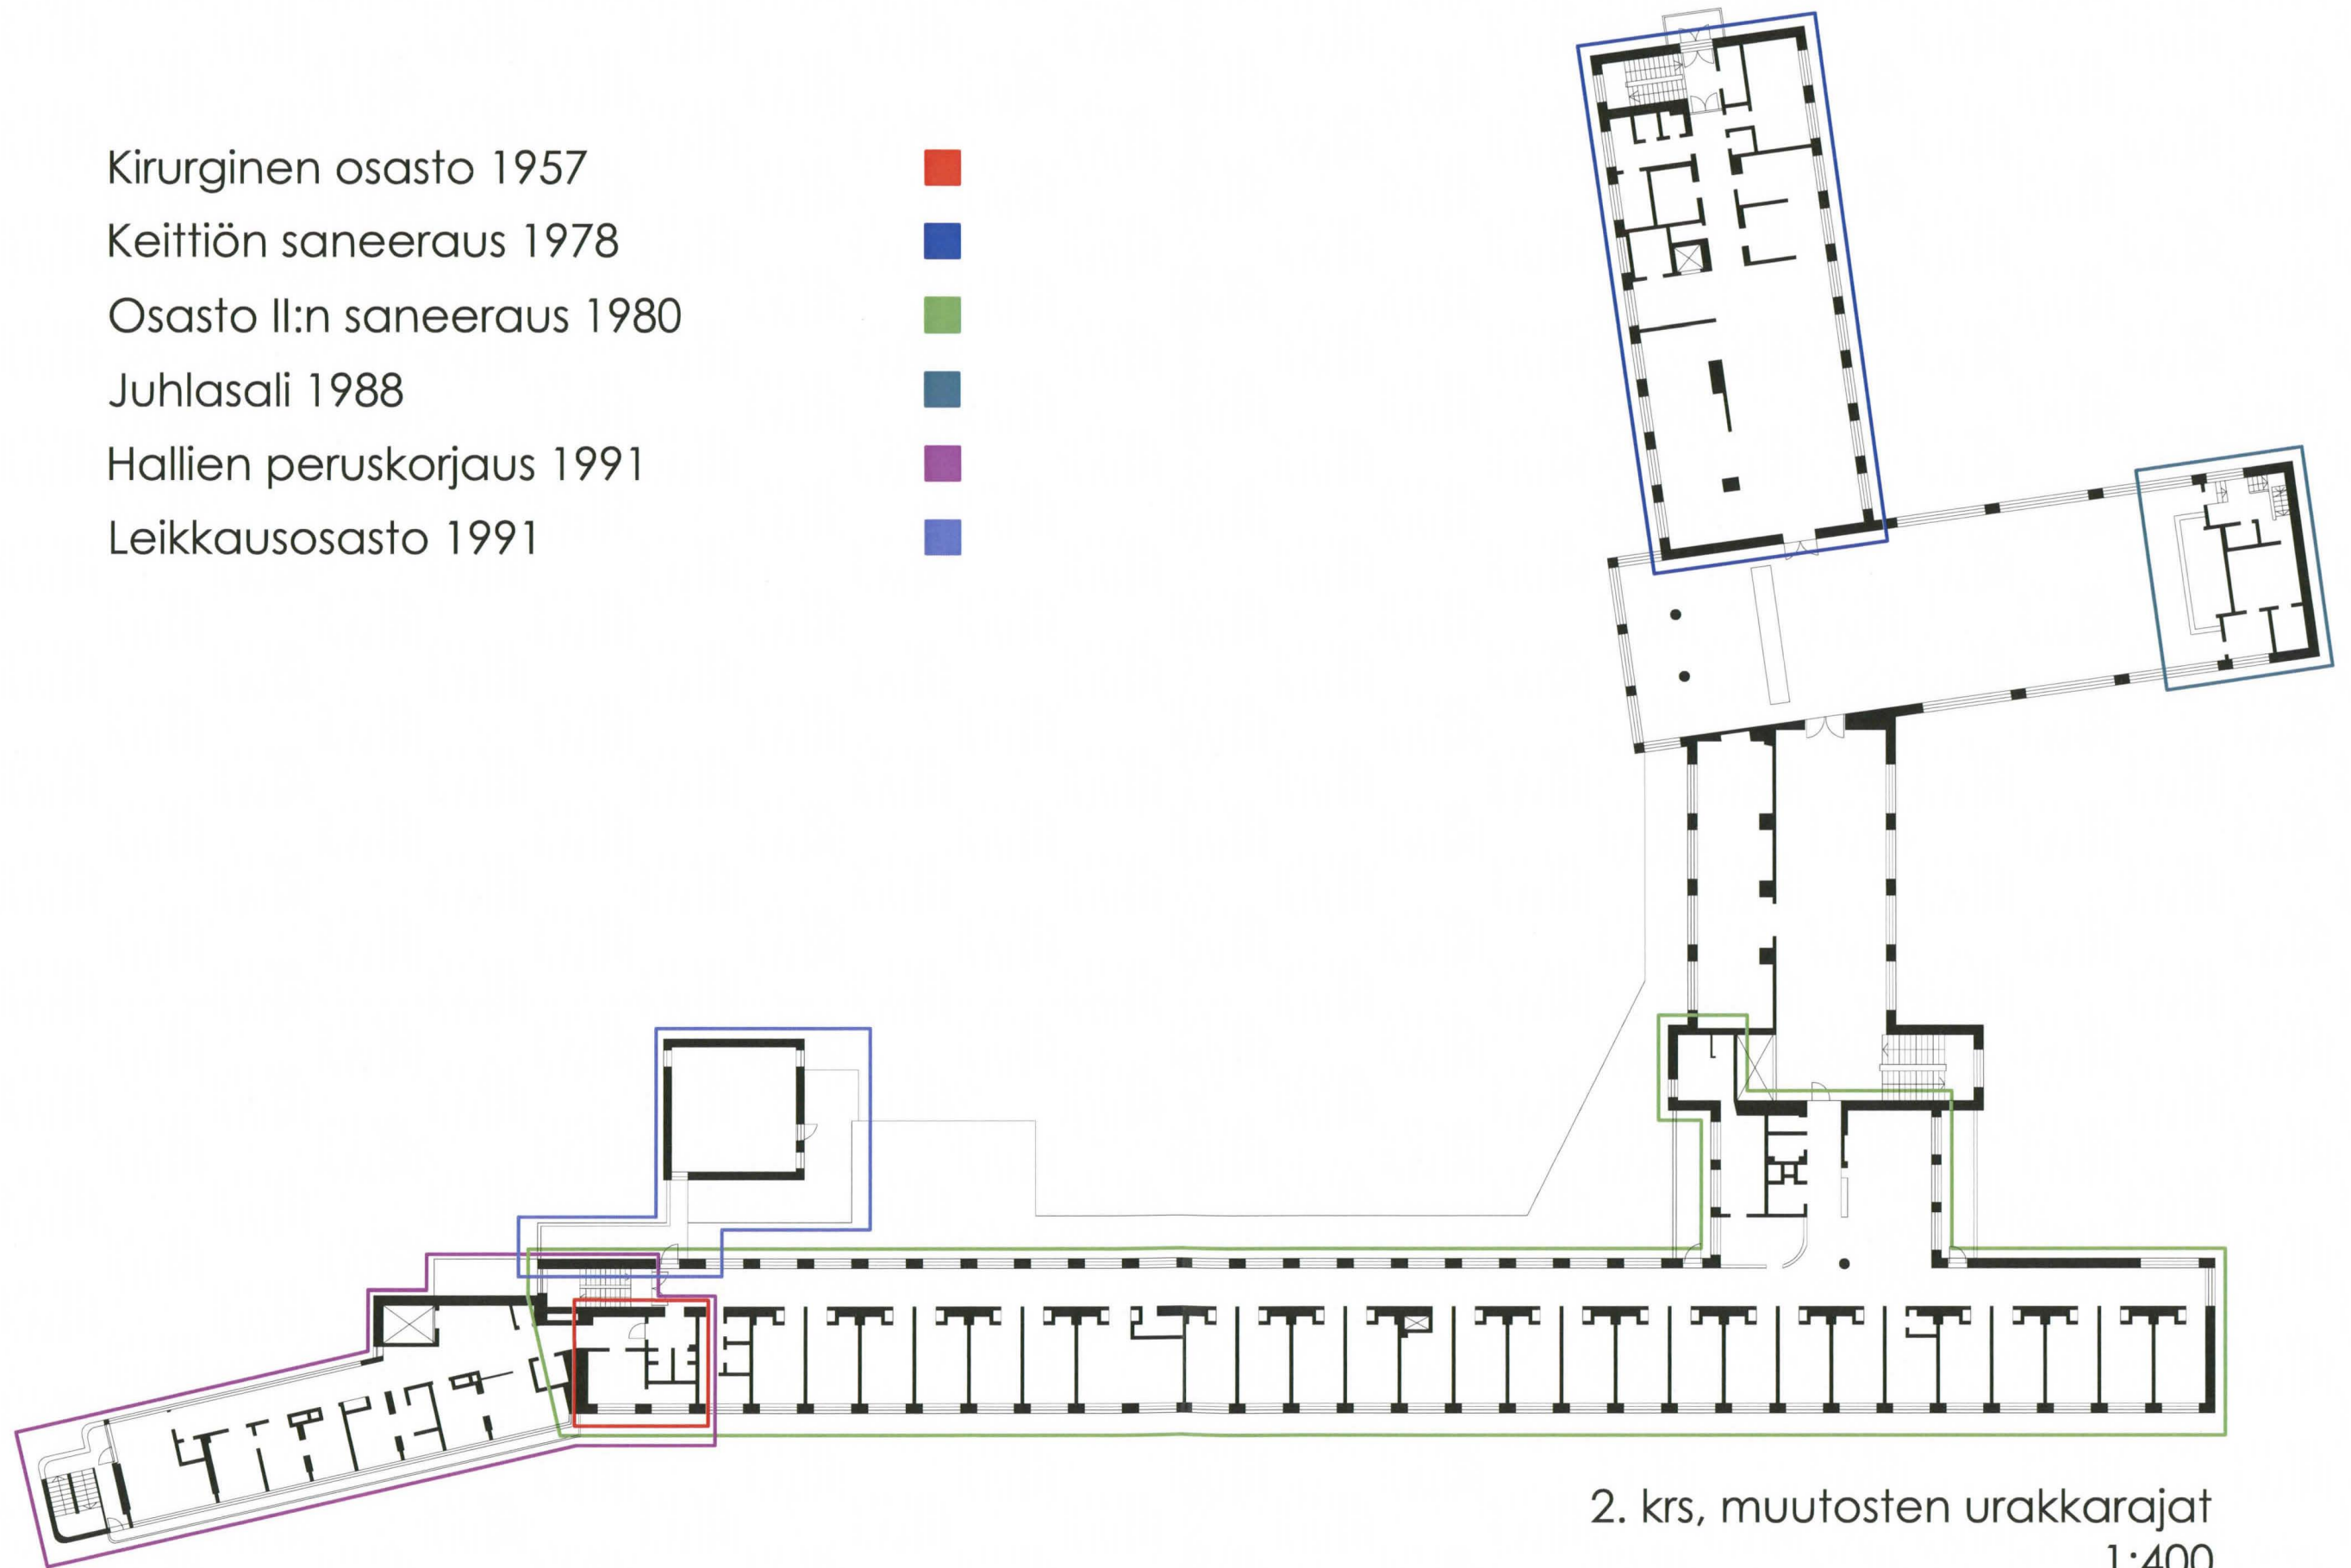 Kirurginen osasto 1957
Keittiön saneeraus 1978
Osasto II:n saneeraus 1980
Juhlasali 1988
Hallien peruskorjaus 1991
Leikkausosasto 1991
2. krs, muutosten urakkarajat
1:400